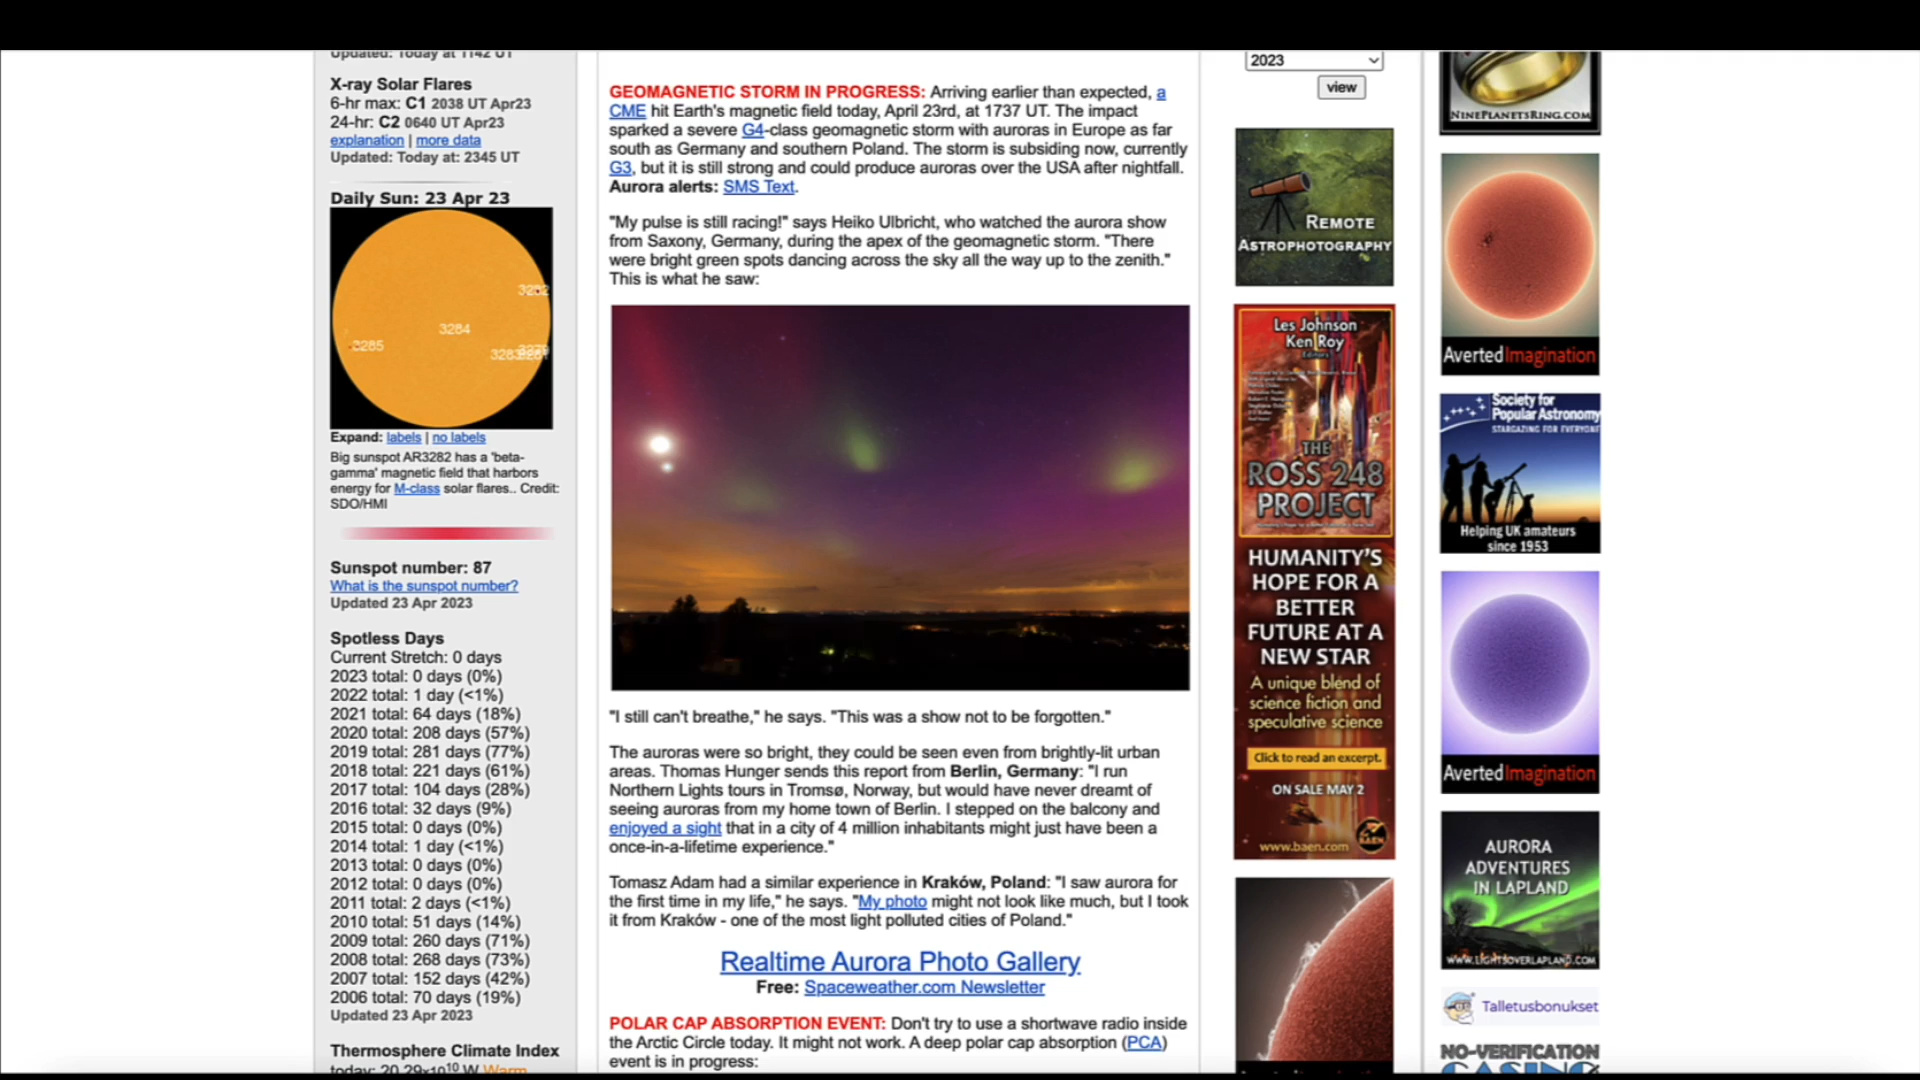 Updated: Today at 1142 UT
X-ray Solar Flares
6-hr max: C1 2038 UT Apr23
24-hr: C2 0640 UT Apr23
explanation | more data
Updated: Today at: 2345 UT
Daily Sun: 23 Apr 23
3282
3284
3285
3283
Expand: labels | no labels
Big sunspot AR3282 has a 'beta-
gamma' magnetic field that harbors
energy for M-class solar flares.. Credit:
SDO/HMI
Sunspot number: 87
What is the sunspot number?
Updated 23 Apr 2023
Spotless Days
Current Stretch: 0 days
2023 total: 0 days (0%)
2022 total: 1 day (<1%)
2021 total: 64 days (18%)
2020 total: 208 days (57%)
2019 total: 281 days (77%)
2018 total: 221 days (61%)
2017 total: 104 days (28%)
2016 total: 32 days (9%)
2015 total: 0 days (0%)
2014 total: 1 day (<1%)
2013 total: 0 days (0%)
2012 total: 0 days (0%)
2011 total: 2 days (<1%)
2010 total: 51 days (14%)
2009 total: 260 days (71%)
2008 total: 268 days (73%)
2007 total: 152 days (42%)
2006 total: 70 days (19%)
Updated 23 Apr 2023
Thermosphere Climate Index
today: 20.29x10^10 W Warm
GEOMAGNETIC STORM IN PROGRESS: Arriving earlier than expected, a
CME hit Earth's magnetic field today, April 23rd, at 1737 UT. The impact
sparked a severe G4-class geomagnetic storm with auroras in Europe as far
south as Germany and southern Poland. The storm is subsiding now, currently
G3, but it is still strong and could produce auroras over the USA after nightfall.
Aurora alerts: SMS Text.
"My pulse is still racing!" says Heiko Ulbricht, who watched the aurora show
from Saxony, Germany, during the apex of the geomagnetic storm. "There
were bright green spots dancing across the sky all the way up to the zenith."
This is what he saw:
"I still can't breathe," he says. "This was a show not to be forgotten."
The auroras were so bright, they could be seen even from brightly-lit urban
areas. Thomas Hunger sends this report from Berlin, Germany: "I run
Northern Lights tours in Tromsø, Norway, but would have never dreamt of
seeing auroras from my home town of Berlin. I stepped on the balcony and
enjoyed a sight that in a city of 4 million inhabitants might just have been a
once-in-a-lifetime experience."
Tomasz Adam had a similar experience in Kraków, Poland: "I saw aurora for
the first time in my life," he says. "My photo might not look like much, but I took
it from Kraków - one of the most light polluted cities of Poland."
Realtime Aurora Photo Gallery
Free: Spaceweather.com Newsletter
POLAR CAP ABSORPTION EVENT: Don't try to use a shortwave radio inside
the Arctic Circle today. It might not work. A deep polar cap absorption (PCA)
event is in progress:
2023
view
REMOTE
ASTROPHOTOGRAPHY
Les Johnson
Ken Roy
Editors
THE
ROSS 248
PROJECT
HUMANITY'S
HOPE FOR A
BETTER
FUTURE AT A
NEW STAR
A unique blend of
science fiction and
speculative science
Click to read an excerpt.
ON SALE MAY 2
www.baen.com
BAEN
NINEPLANETSRING.COM
AvertedImagination
Society for
Popular Astronomy
STARGAZING FOR EVERYONE
Helping UK amateurs
since 1953
AvertedImagination
AURORA
ADVENTURES
IN LAPLAND
WWW.LIGHTSOVERLAPLAND.COM
Talletusbonukset
NO-VERIFICATION
CASINO